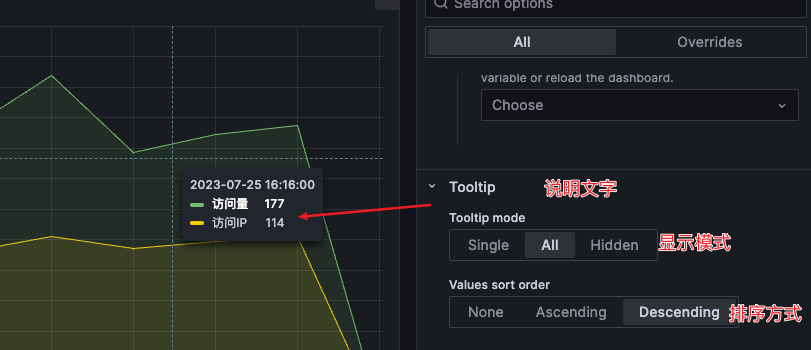 Search options
All
Overrides
variable or reload the dashboard.
Choose
2023-07-25 16:16:00
访问量 177
访问IP 114
Tooltip
说明文字
Tooltip mode
Single All Hidden
显示模式
Values sort order
None Ascending Descending
排序方式